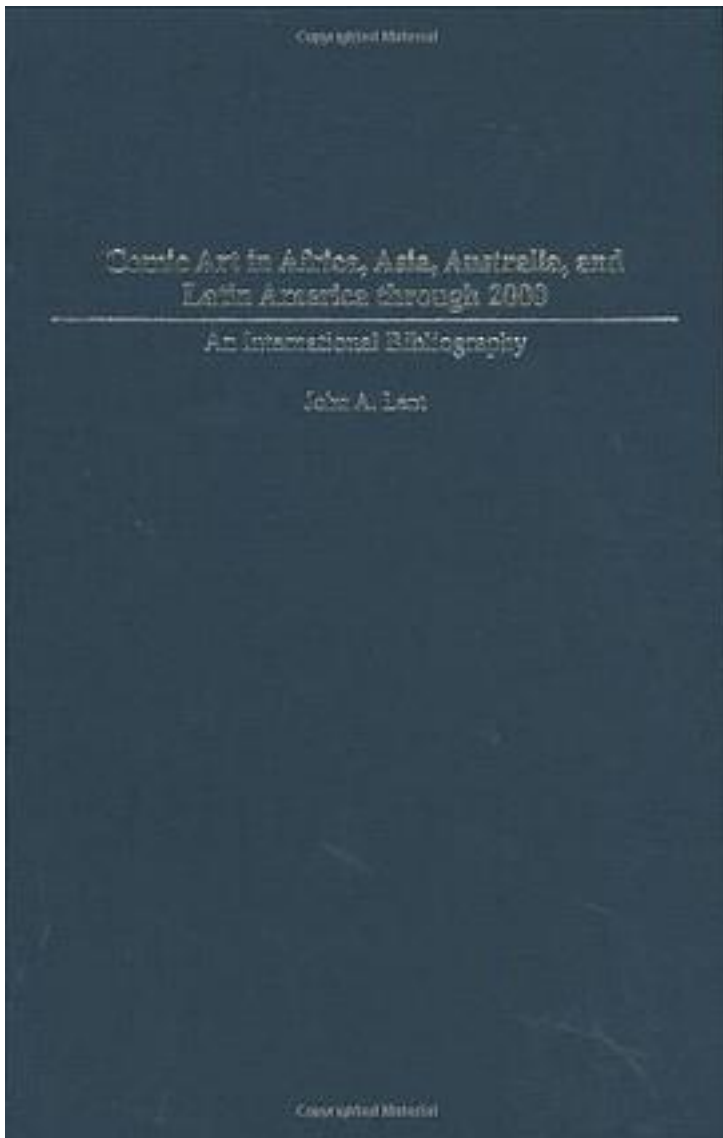 Copyrighted Material
Comic Art in Africa, Asia, Australia, and
Latin America through 2000
An International Bibliography
John A. Lent
Copyrighted Material